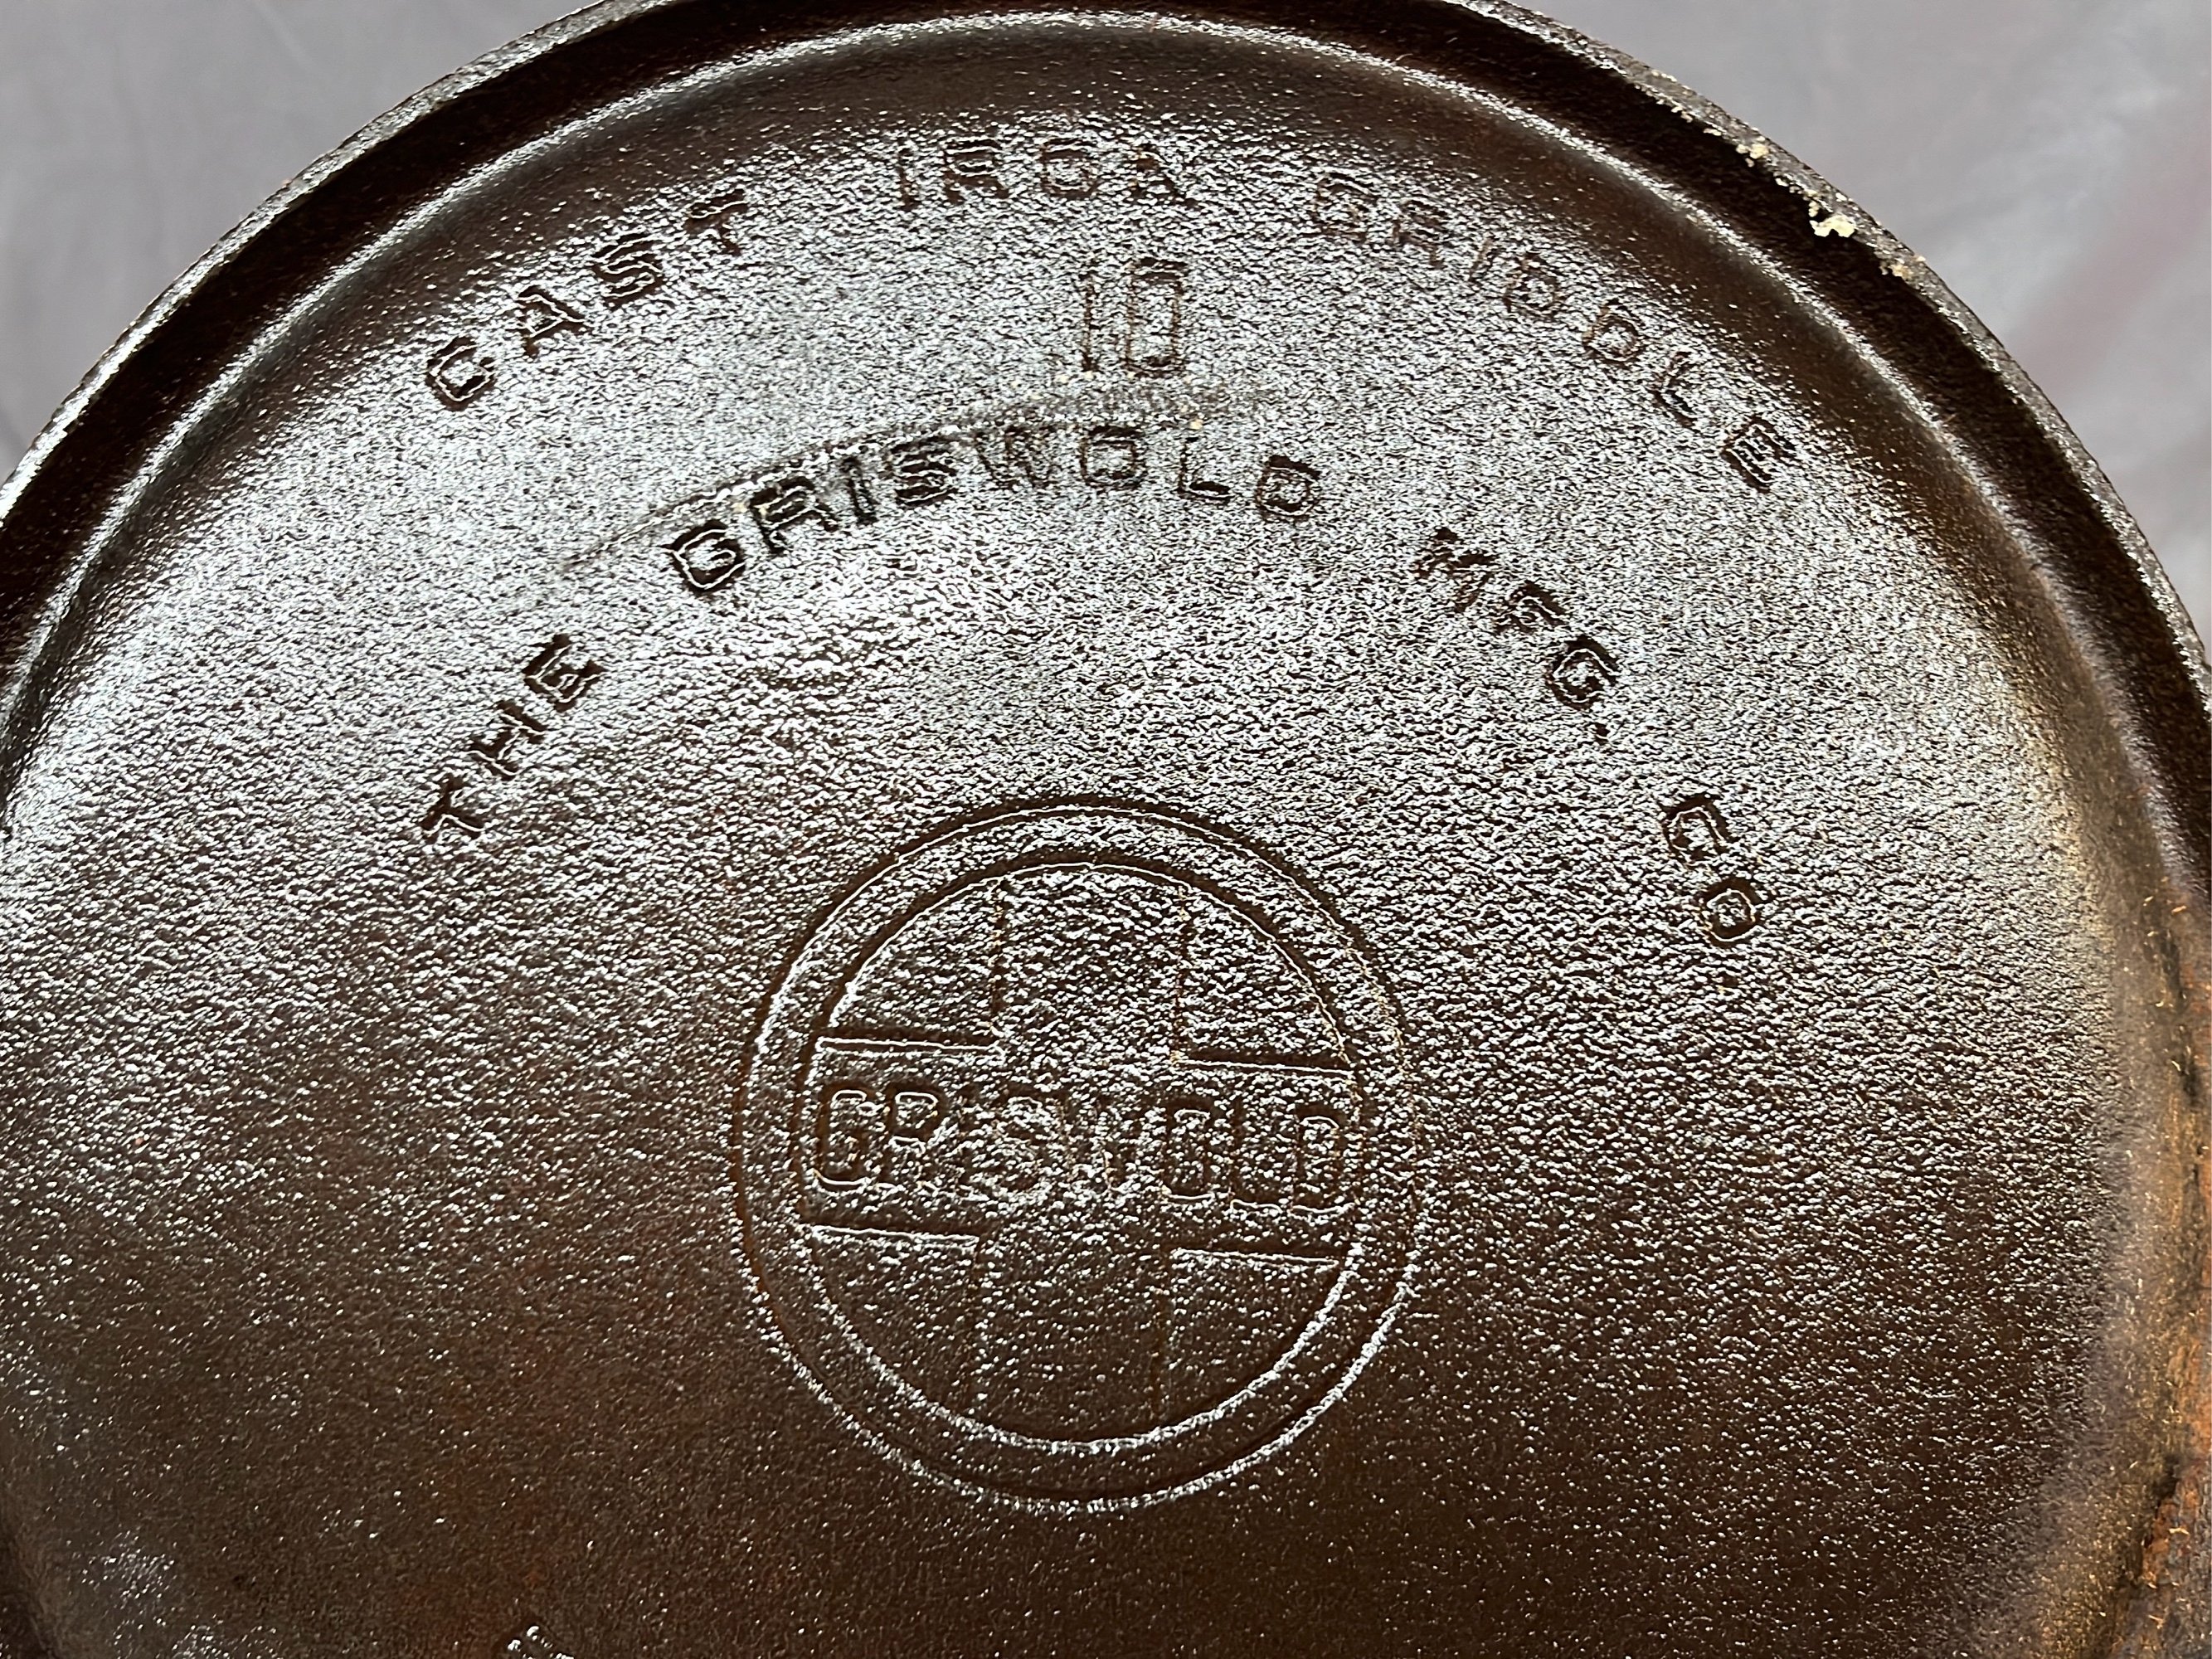 CAST IRON GRIDDLE
10
THE GRISWOLD MFG. CO.
GRISWOLD